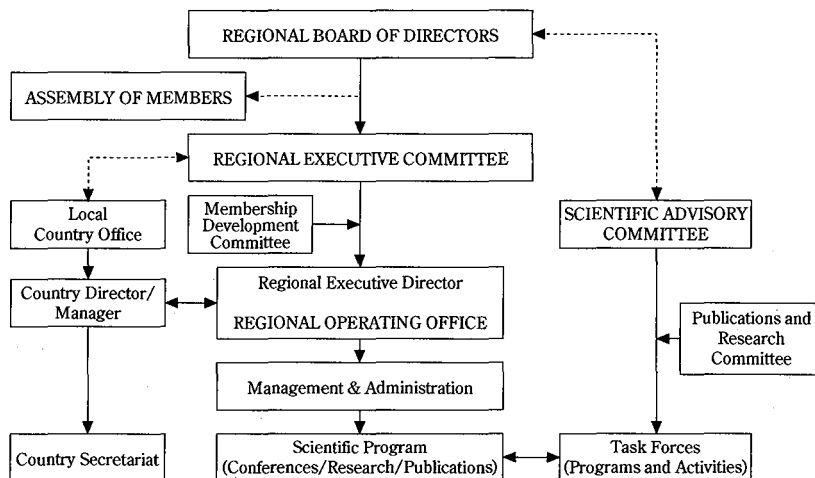 REGIONAL BOARD OF DIRECTORS
ASSEMBLY OF MEMBERS
REGIONAL EXECUTIVE COMMITTEE
Local
Country Office
Membership
Development
Committee
SCIENTIFIC ADVISORY
COMMITTEE
Country Director/
Manager
Regional Executive Director
REGIONAL OPERATING OFFICE
Publications and
Research
Committee
Management & Administration
Country Secretariat
Scientific Program
(Conferences/Research/Publications)
Task Forces
(Programs and Activities)